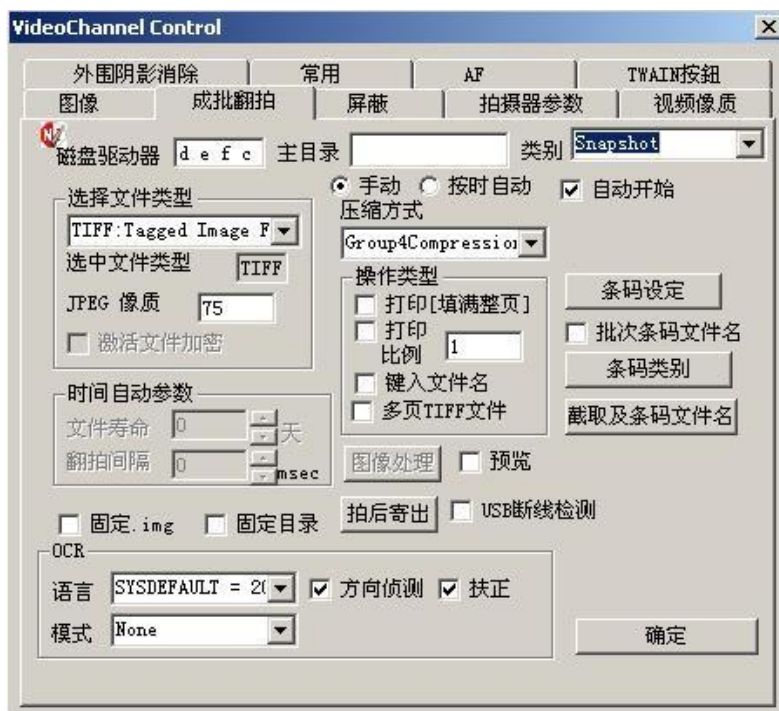 VideoChannel Control
外围阴影消除 常用 AF TWAIN按钮
图像 成批翻拍 屏蔽 拍摄器参数 视频像质
磁盘驱动器 d e f c 主目录 类别 Snapshot
手动 按时自动 自动开始
选择文件类型
压缩方式
TIFF:Tagged Image F
Group4Compression
选中文件类型 TIFF
操作类型
JPEG 像质 75
打印[填满整页]
条码设定
激活文件加密
打印
比例 1
批次条码文件名
条码类别
时间自动参数
键入文件名
文件寿命 0 天
多页TIFF文件
截取及条码文件名
翻拍间隔 0 msec
图像处理 预览
固定.img 固定目录 拍后寄出 USB断线检测
OCR
语言 SYSDEFAULT = 20 方向侦测 扶正
模式 None
确定